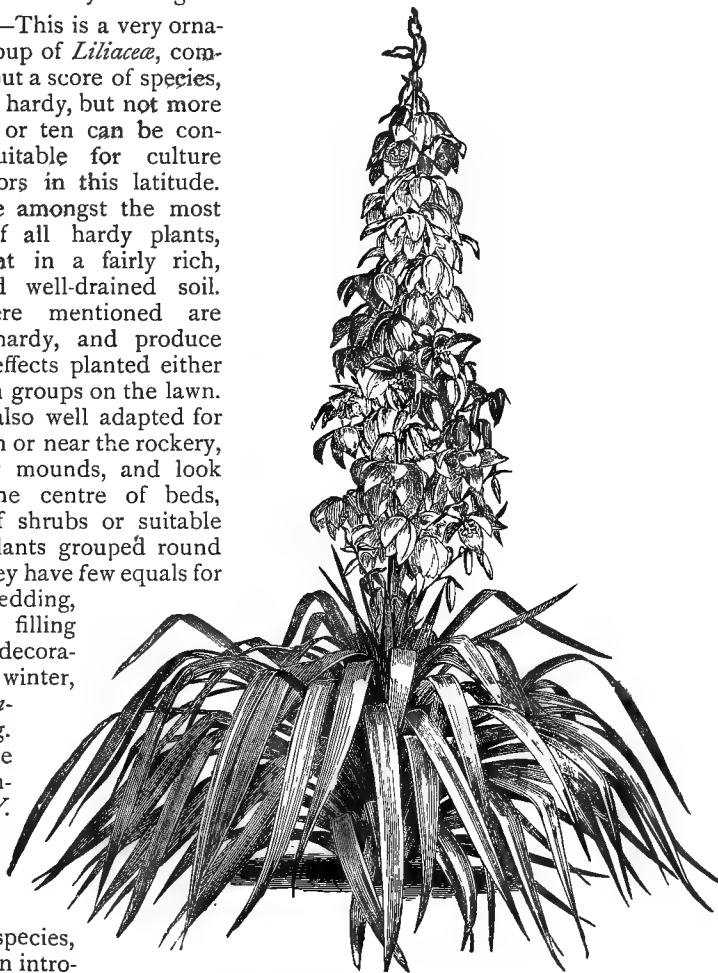 —This is a very orna-
oup of Liliaceæ, com-
out a score of species,
hardy, but not more
or ten can be con-
uitable for culture
ors in this latitude.
e amongst the most
f all hardy plants,
at in a fairly rich,
d well-drained soil.
ere mentioned are
hardy, and produce
effects planted either
n groups on the lawn.
also well adapted for
n or near the rockery,
mounds, and look
ne centre of beds,
f shrubs or suitable
lants grouped round
ey have few equals for
edding,
filling
decora-
winter,
g.
e
n-
Y.
species,
n intro-